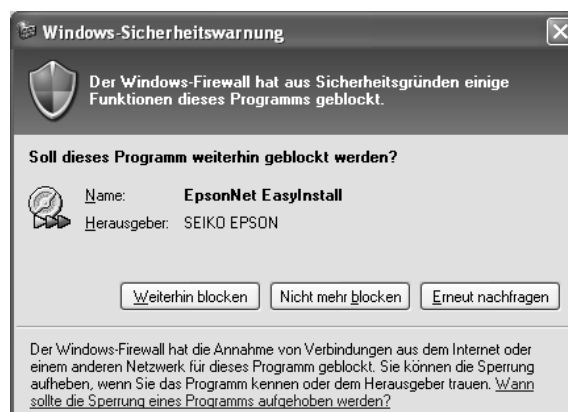 Windows-Sicherheitswarnung
Der Windows-Firewall hat aus Sicherheitsgründen einige
Funktionen dieses Programms geblockt.
Soll dieses Programm weiterhin geblockt werden?
Name: EpsonNet EasyInstall
Herausgeber: SEIKO EPSON
Weiterhin blocken Nicht mehr blocken Erneut nachfragen
Der Windows-Firewall hat die Annahme von Verbindungen aus dem Internet oder
einem anderen Netzwerk für dieses Programm geblockt. Sie können die Sperrung
aufheben, wenn Sie das Programm kennen oder dem Herausgeber trauen. Wann
sollte die Sperrung eines Programms aufgehoben werden?